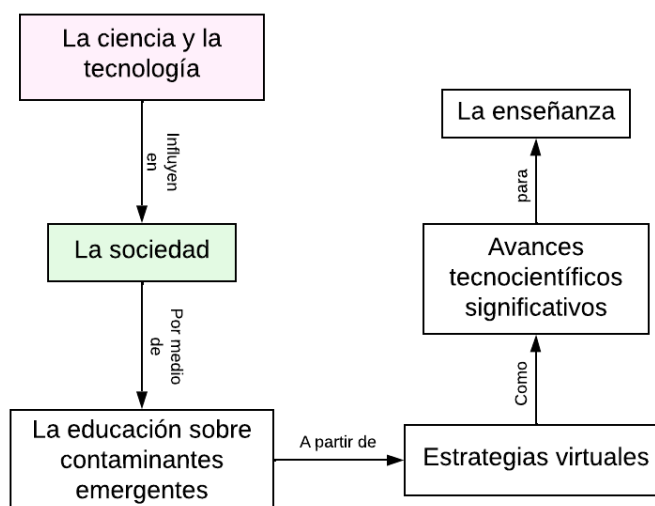 La ciencia y la
tecnología
Influyen
en
La sociedad
Por medio
de
La educación sobre
contaminantes
emergentes
A partir de
Estrategias virtuales
Como
Avances
tecnocientíficos
significativos
para
La enseñanza